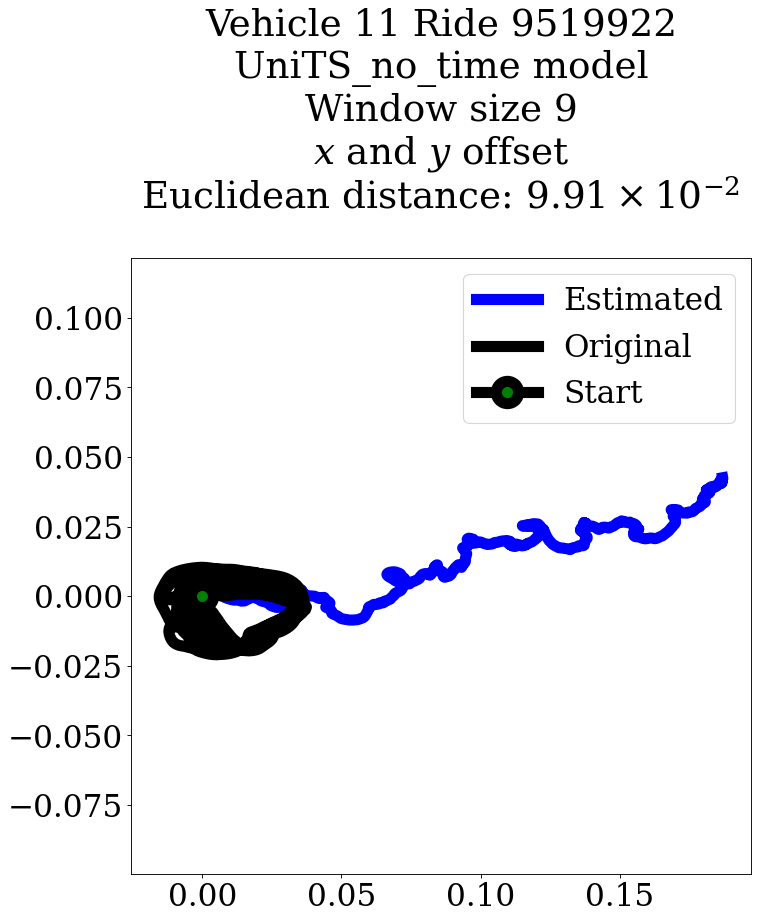 Vehicle 11 Ride 9519922
UniTS_no_time model
Window size 9
x and y offset
Euclidean distance: 9.91 × 10⁻²
Estimated
Original
Start
0.100
0.075
0.050
0.025
0.000
−0.025
−0.050
−0.075
0.00 0.05 0.10 0.15